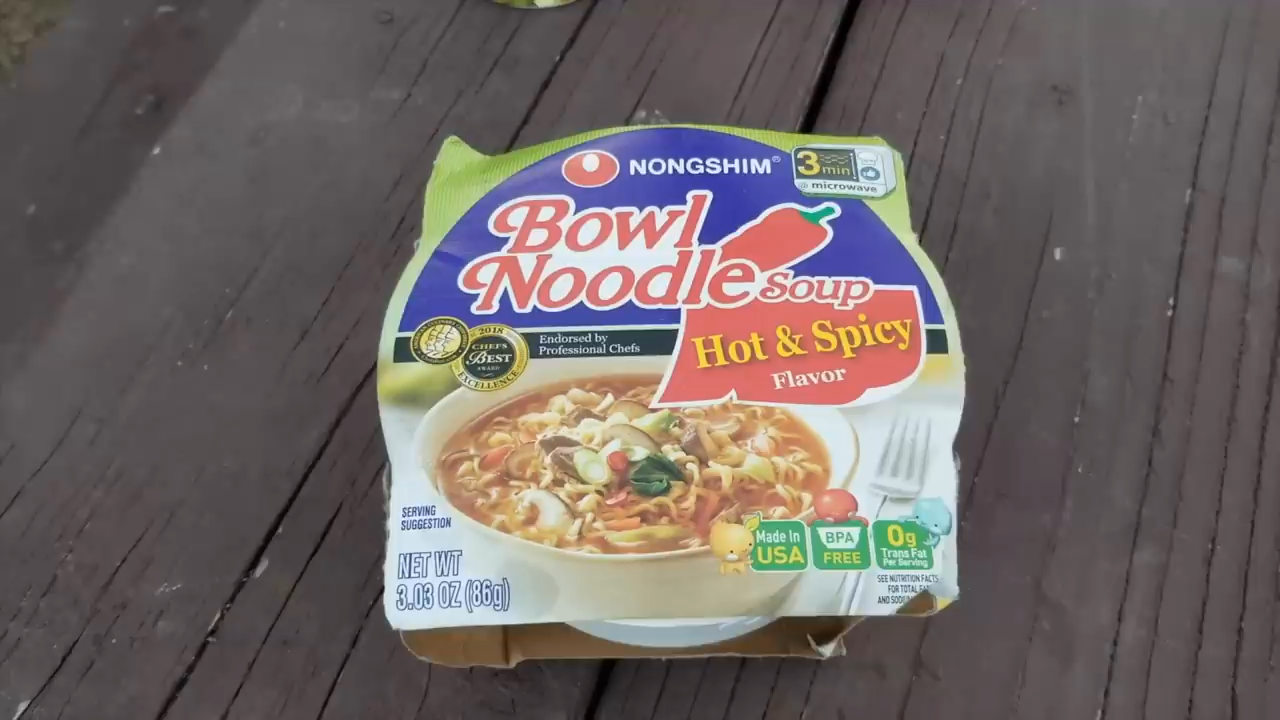 NONGSHIM®
3 min
@ microwave
Bowl
Noodle Soup
Hot & Spicy
Flavor
2018
CHEFS
BEST
AWARD
EXCELLENCE
Endorsed by
Professional Chefs
SERVING
SUGGESTION
NET WT
3.03 OZ (86g)
Made In
USA
BPA
FREE
0g
Trans Fat
Per Serving
SEE NUTRITION FACTS
FOR TOTAL
AND